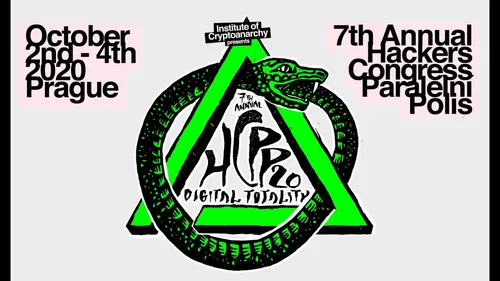 October
2nd - 4th
2020
Prague
Institute of
Cryptoanarchy
presents
7th Annual
Hackers
Congress
Paralelni
Polis
7TH
ANNUAL
HCPP20
DIGITAL TOTALITY